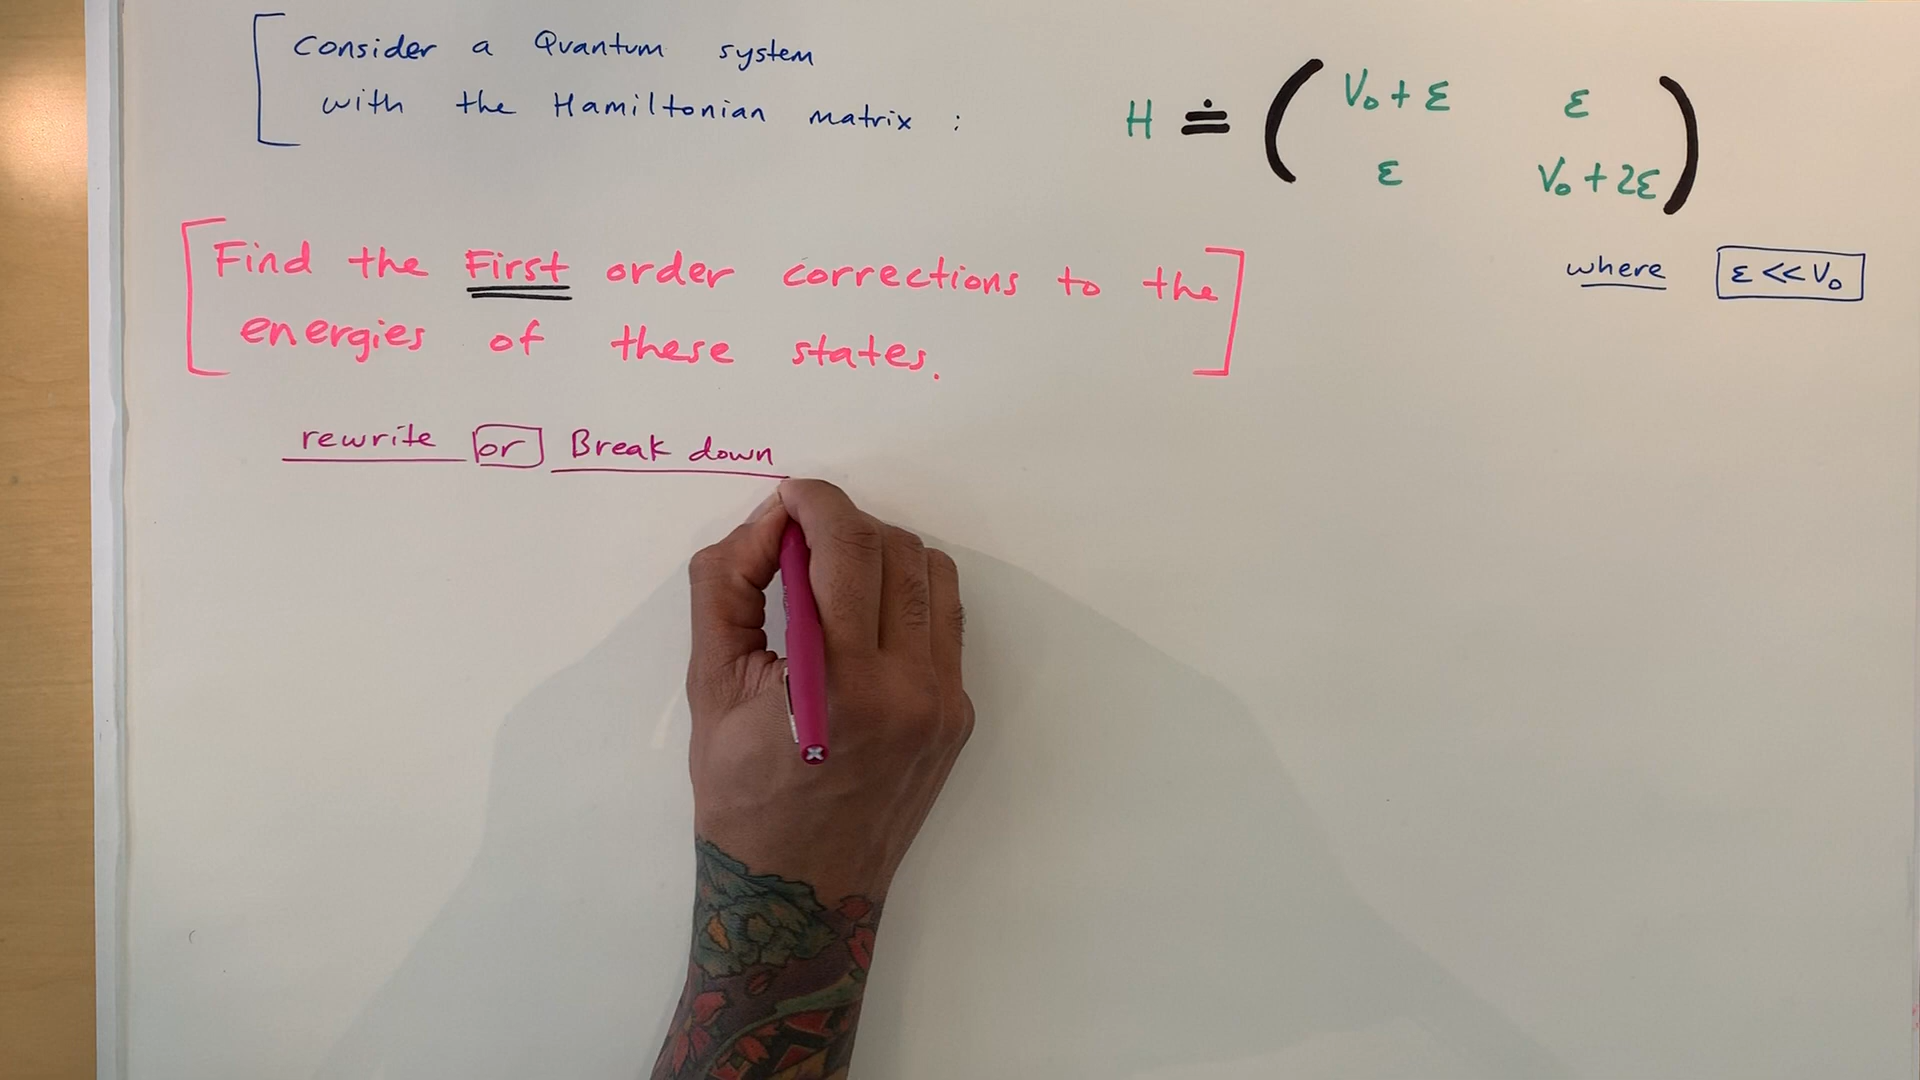 Consider a Quantum system
with the Hamiltonian matrix :
H ≐ ( V₀ + ε ε
ε V₀ + 2ε )
where ε << V₀
Find the First order corrections to the
energies of these states.
rewrite or Break down